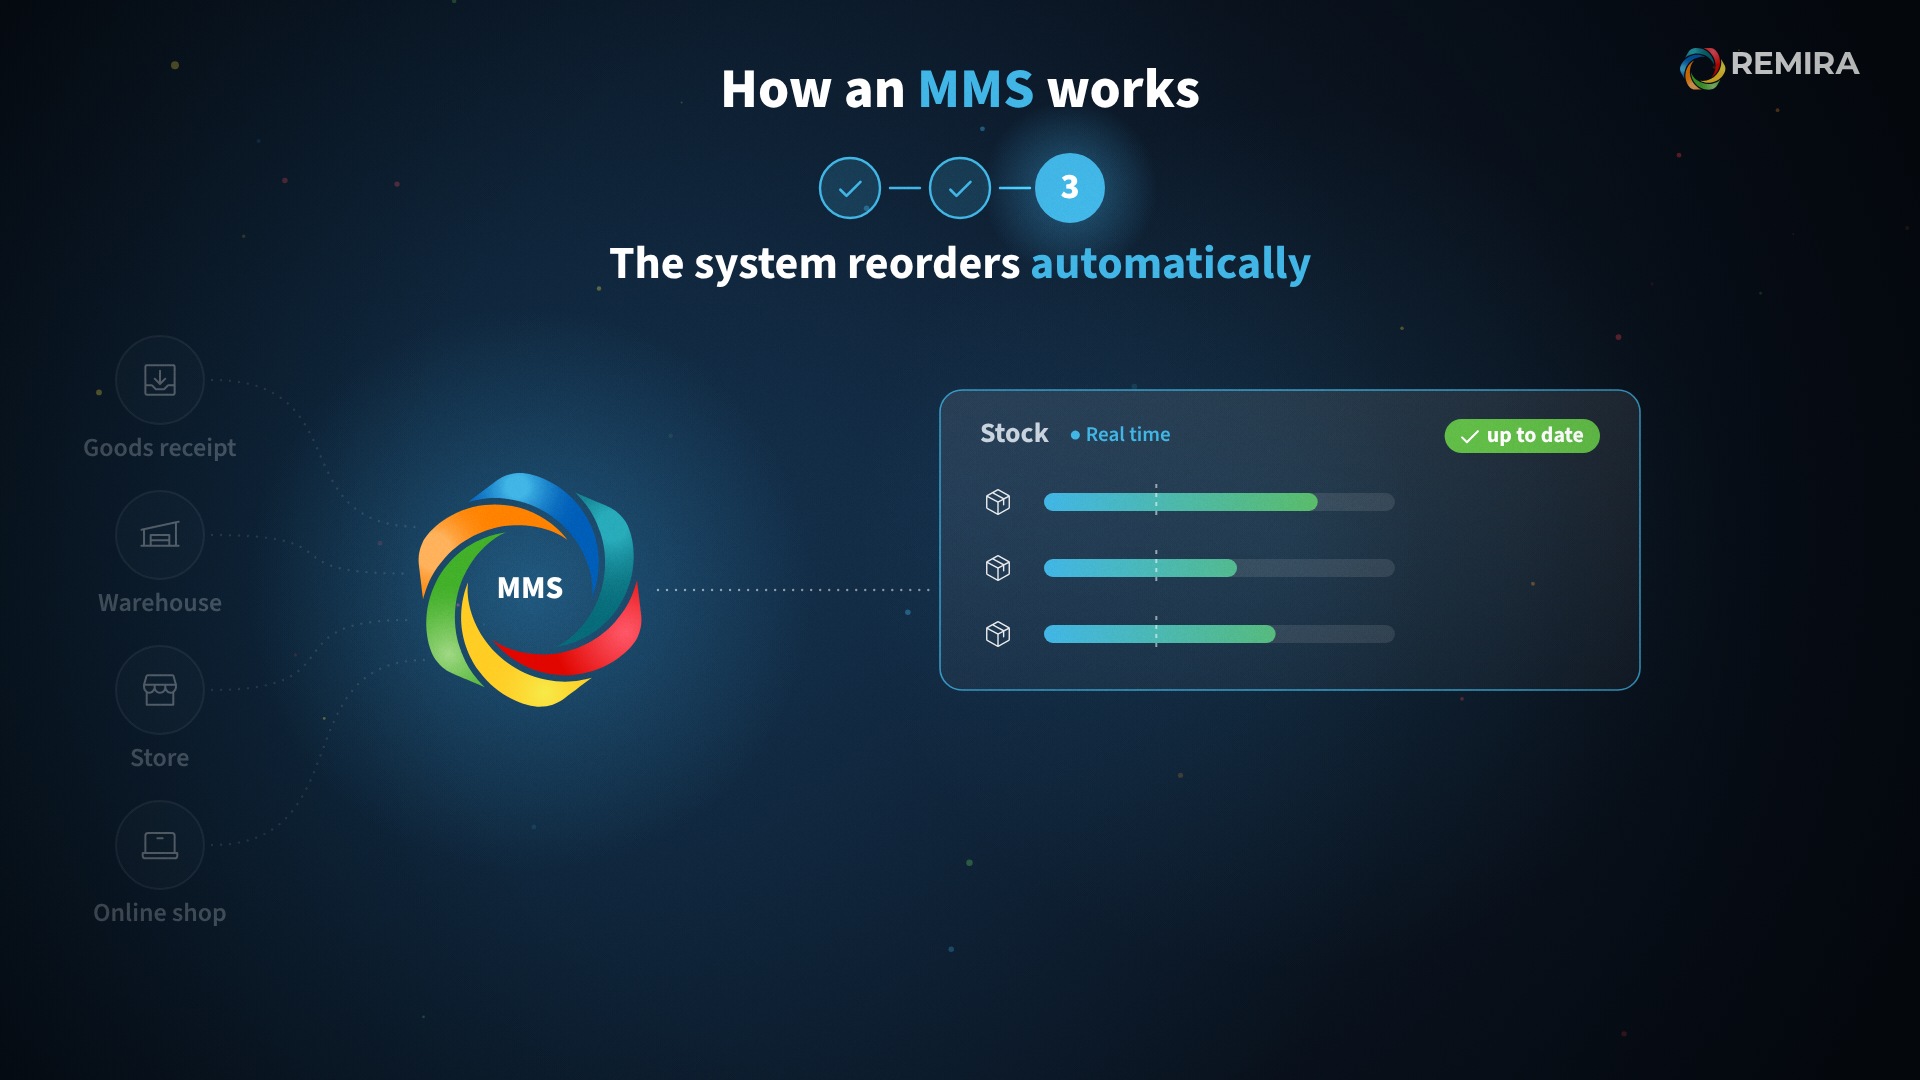 REMIRA
How an MMS works
3
The system reorders automatically
Goods receipt
Warehouse
Store
Online shop
MMS
Stock
Real time
up to date